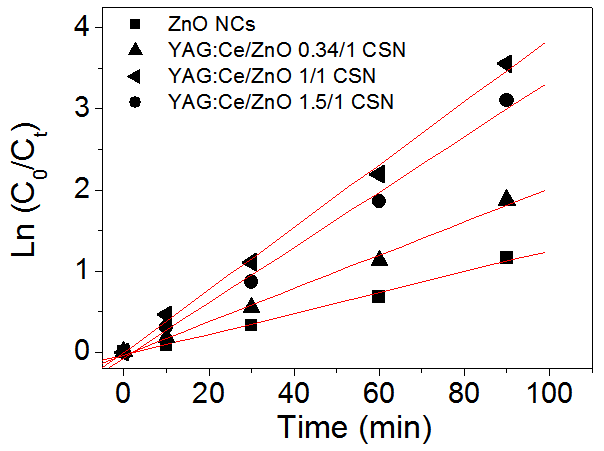 ZnO NCs
YAG:Ce/ZnO 0.34/1 CSN
YAG:Ce/ZnO 1/1 CSN
YAG:Ce/ZnO 1.5/1 CSN
Ln (C₀/Cₜ)
4
3
2
1
0
0 20 40 60 80 100
Time (min)